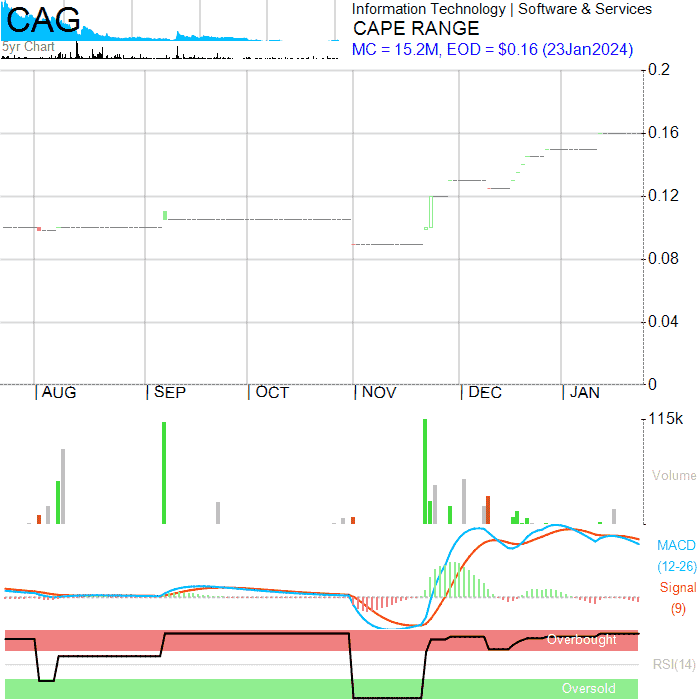 CAG
Information Technology | Software & Services
CAPE RANGE
5yr Chart
MC = 15.2M, EOD = $0.16 (23Jan2024)
0.2
0.16
0.12
0.08
0.04
0
AUG SEP OCT NOV DEC JAN
115k
Volume
MACD
(12-26)
Signal
(9)
Overbought
RSI(14)
Oversold